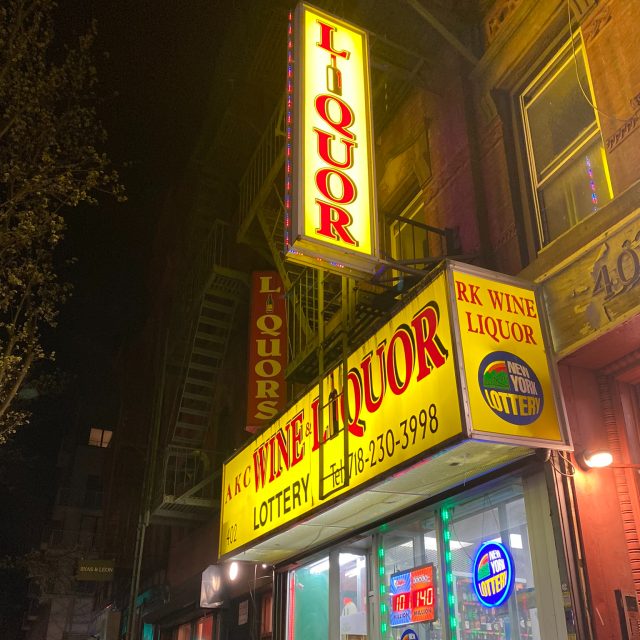 LIQUOR
LIQUORS
AKC WINE & LIQUOR
402 LOTTERY Tel: 718-230-3998
RK WINE
LIQUOR
NEW
YORK
LOTTERY
NEW
YORK
LOTTERY